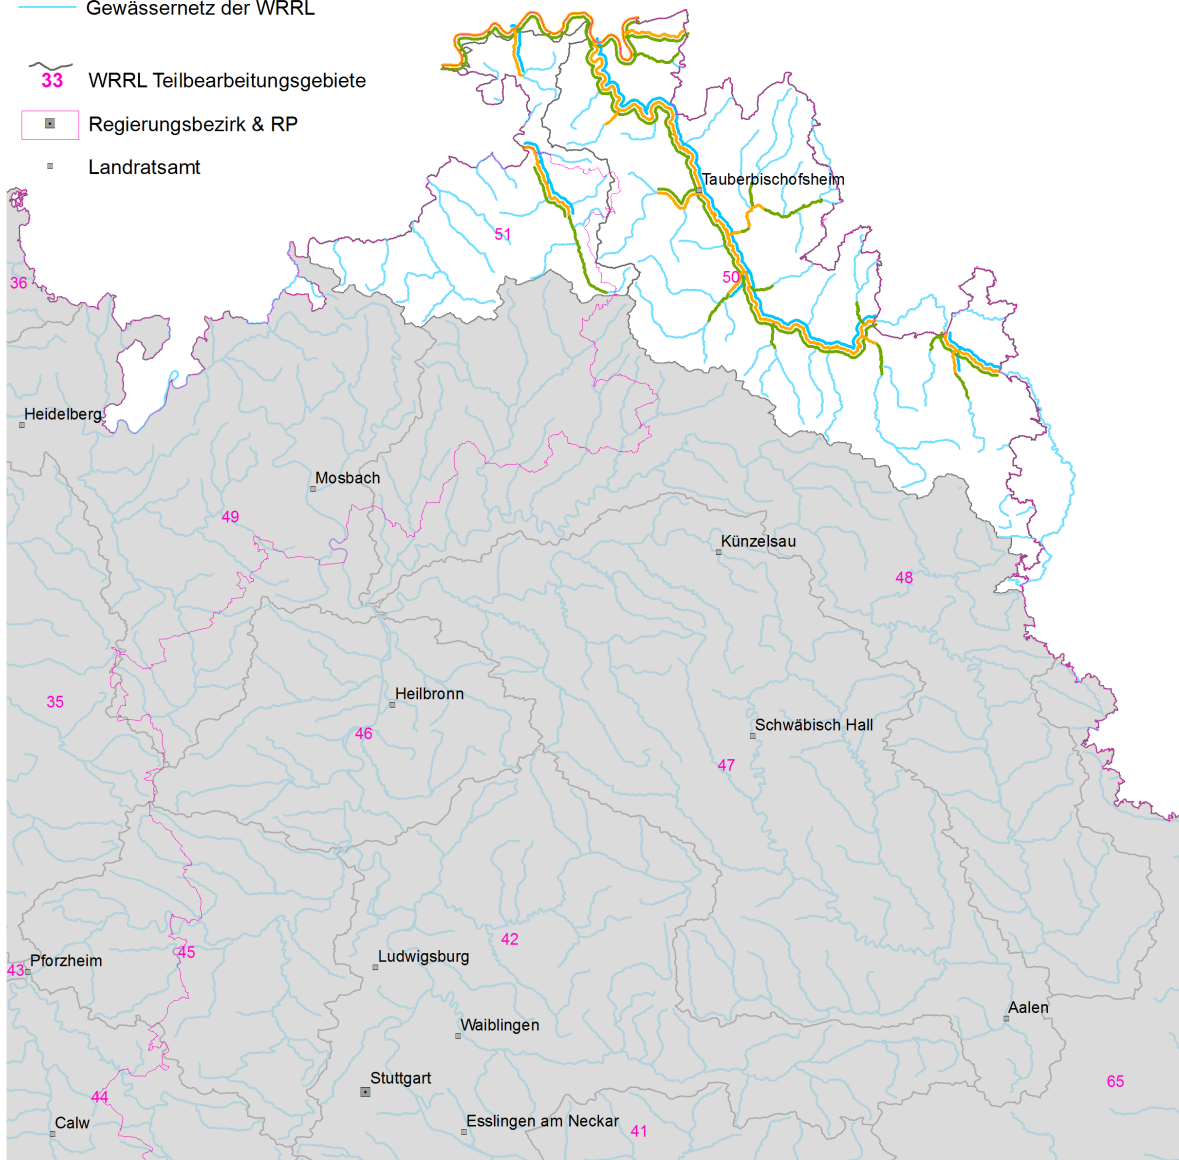 Gewässernetz der WRRL
33 WRRL Teilbearbeitungsgebiete
Regierungsbezirk & RP
Landratsamt
Tauberbischofsheim
51
50
36
Heidelberg
Mosbach
49
Künzelsau
48
35
Heilbronn
46
Schwäbisch Hall
47
42
45
Ludwigsburg
43
Pforzheim
Aalen
Waiblingen
Stuttgart
65
44
Calw
Esslingen am Neckar
41